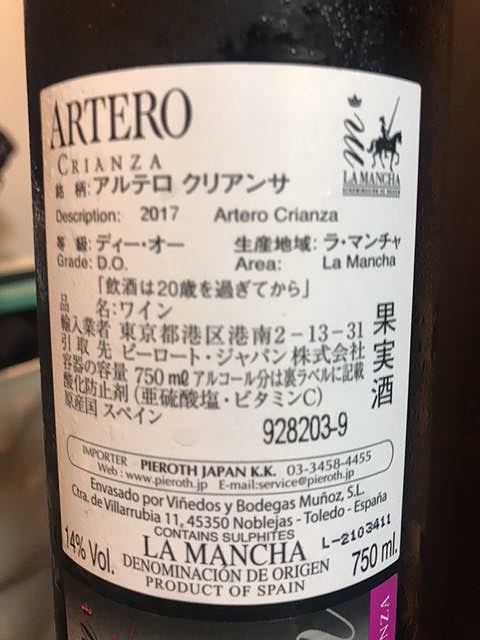 ARTERO
CRIANZA
LA MANCHA
DENOMINACIÓN DE ORIGEN
銘 柄:アルテロ クリアンサ
Description: 2017 Artero Crianza
等 級:ディー・オー 生産地域:ラ・マンチャ
Grade: D.O. Area: La Mancha
「飲酒は20歳を過ぎてから」
品 名:ワイン
輸入業者 東京都港区港南2-13-31
引 取 先 ピーロート・ジャパン株式会社
容器の容量 750 mℓ アルコール分は裏ラベルに記載
酸化防止剤(亜硫酸塩・ビタミンC)
原産国 スペイン
果実酒
928203-9
IMPORTER PIEROTH JAPAN K.K. 03-3458-4455
Web : www.pieroth.jp E-mail:service@pieroth.jp
Envasado por Viñedos y Bodegas Muñoz, S.L.
Ctra. de Villarrubia 11, 45350 Noblejas - Toledo - España
CONTAINS SULPHITES
L-2103411
14% Vol.
LA MANCHA
750 ml.
DENOMINACIÓN DE ORIGEN
PRODUCT OF SPAIN